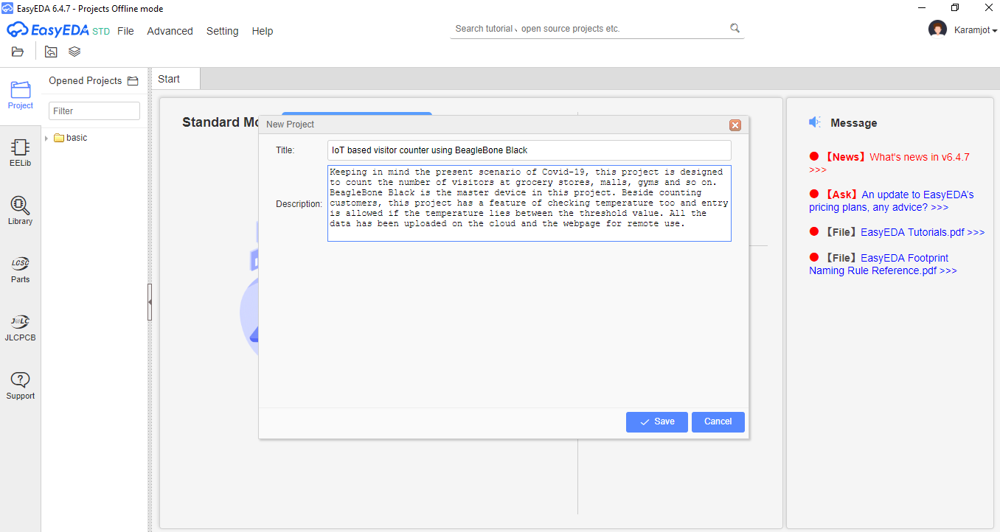 EasyEDA 6.4.7 - Projects Offline mode
EasyEDA STD File Advanced Setting Help
Search tutorial、open source projects etc.
Karamjot
Project
EELib
Library
LCSC
Parts
J@LC
JLCPCB
Support
Opened Projects
Filter
basic
Start
Standard Mo
New Project
Title:
IoT based visitor counter using BeagleBone Black
Description:
Keeping in mind the present scenario of Covid-19, this project is designed
to count the number of visitors at grocery stores, malls, gyms and so on.
BeagleBone Black is the master device in this project. Beside counting
customers, this project has a feature of checking temperature too and entry
is allowed if the temperature lies between the threshold value. All the
data has been uploaded on the cloud and the webpage for remote use.
Save
Cancel
Message
【News】What's news in v6.4.7
>>>
【Ask】An update to EasyEDA's
pricing plans, any advice? >>>
【File】EasyEDA Tutorials.pdf >>>
【File】EasyEDA Footprint
Naming Rule Reference.pdf >>>